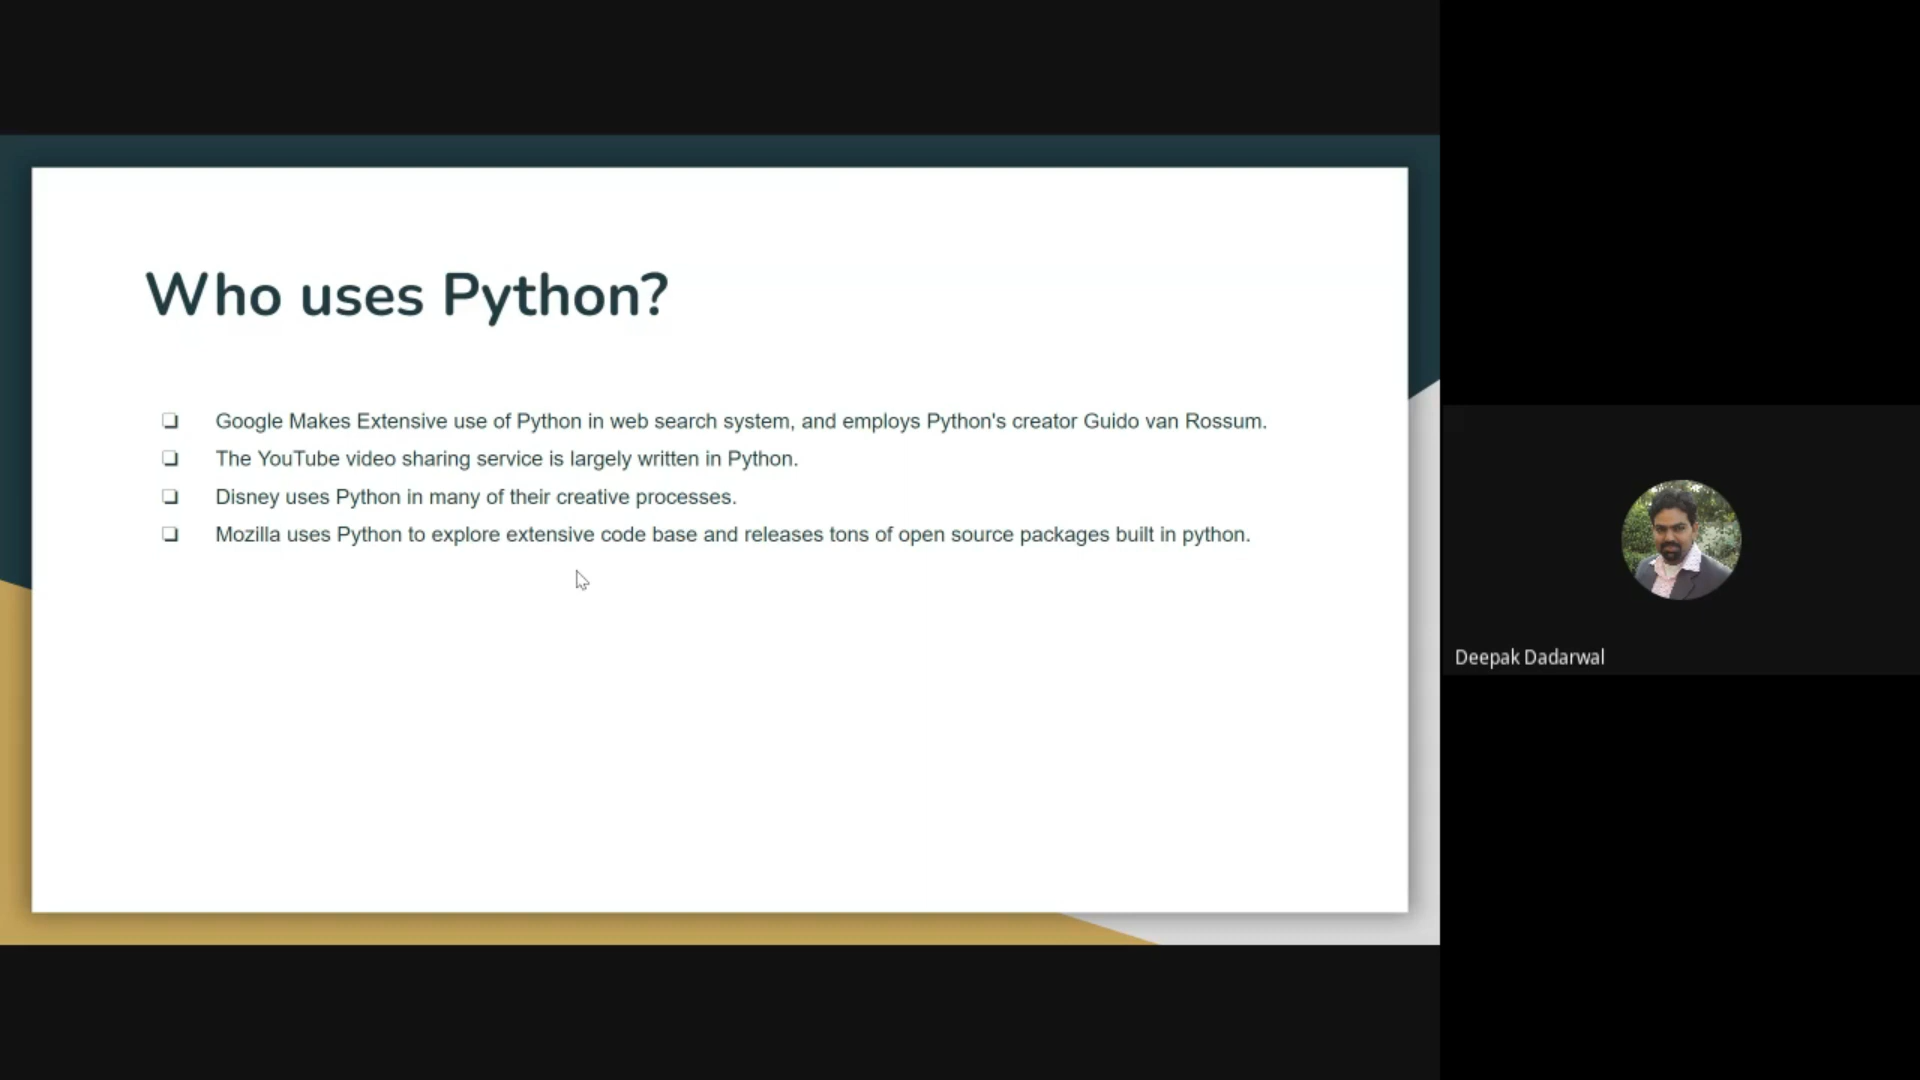 Who uses Python?
❏ Google Makes Extensive use of Python in web search system, and employs Python's creator Guido van Rossum.
❏ The YouTube video sharing service is largely written in Python.
❏ Disney uses Python in many of their creative processes.
❏ Mozilla uses Python to explore extensive code base and releases tons of open source packages built in python.
Deepak Dadarwal